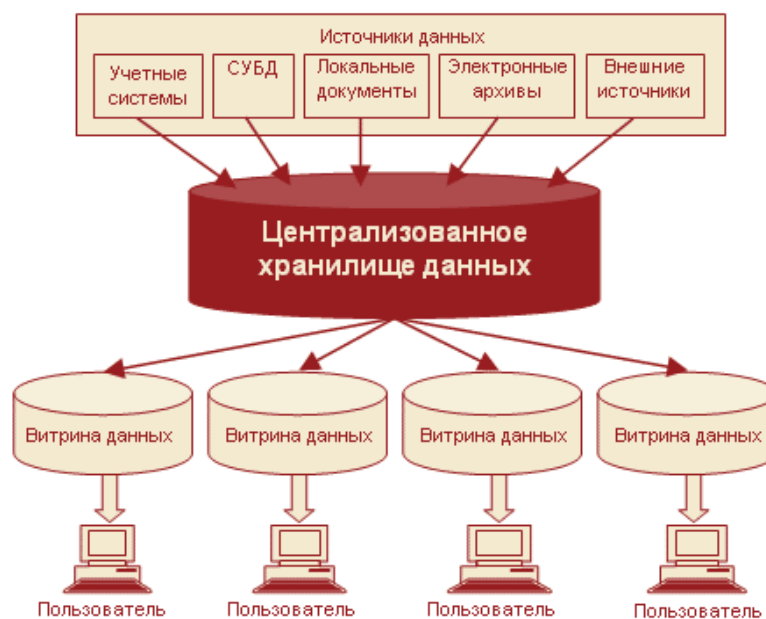 Источники данных
Учетные
системы
СУБД
Локальные
документы
Электронные
архивы
Внешние
источники
Централизованное
хранилище данных
Витрина данных
Витрина данных
Витрина данных
Витрина данных
Пользователь
Пользователь
Пользователь
Пользователь